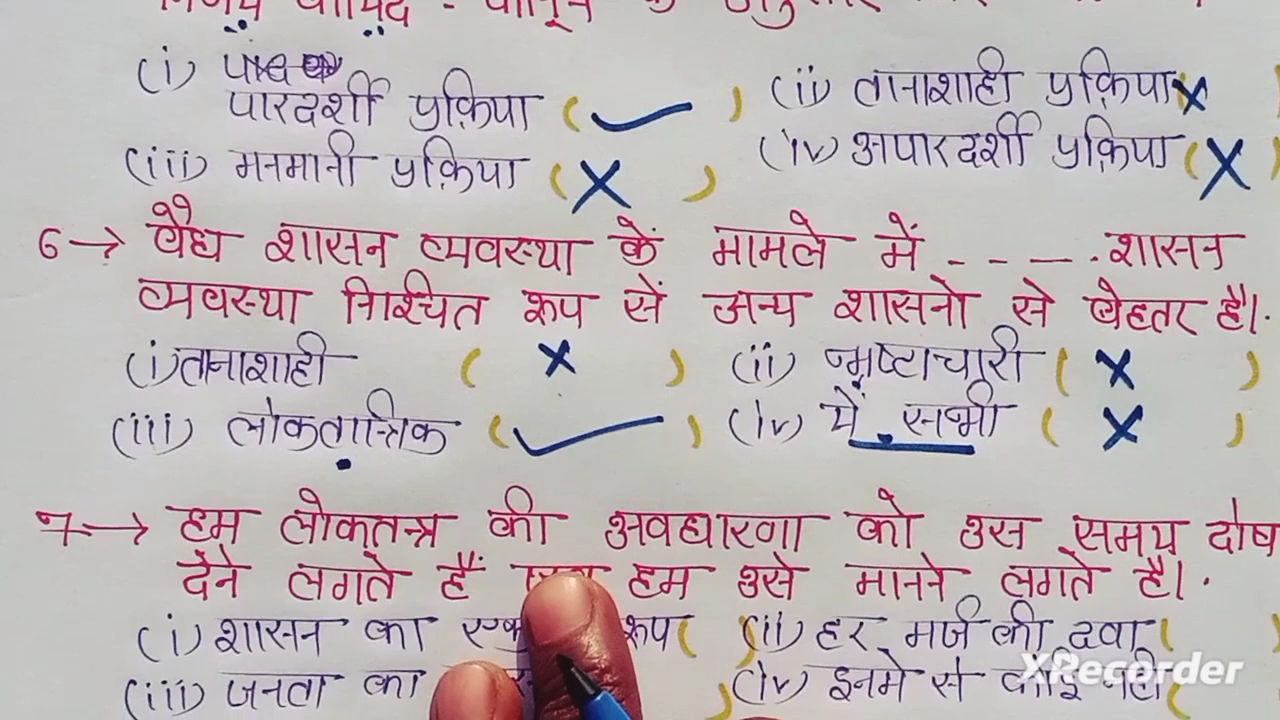 (i) पारदर्शी प्रक़िया ( ) (ii) तानाशाही प्रक़िया
(iii) मनमानी प्रक़िया ( ) (iv) अपारदर्शी प्रक़िया (
6→ वैध शासन व्यवस्था कें मामले में - - - -. शासन
व्यवस्था निश्चित रूप सें अन्य शासनो से बेहतर है।.
(i) तानाशाही ( ) (ii) भ्रष्टाचारी ( )
(iii) लोकतान्त्रिक ( ) (iv) यें सभी ( )
7→ हम लोकतन्त्र की अवधारणा को उस समय दोष
देने लगते हैं हम उसे मानने लगते है।.
(i) शासन का रूप ( ) (ii) हर मर्ज की दवा (
(iii) जनता का ) (iv) इनमे से कोई नही (
XRecorder